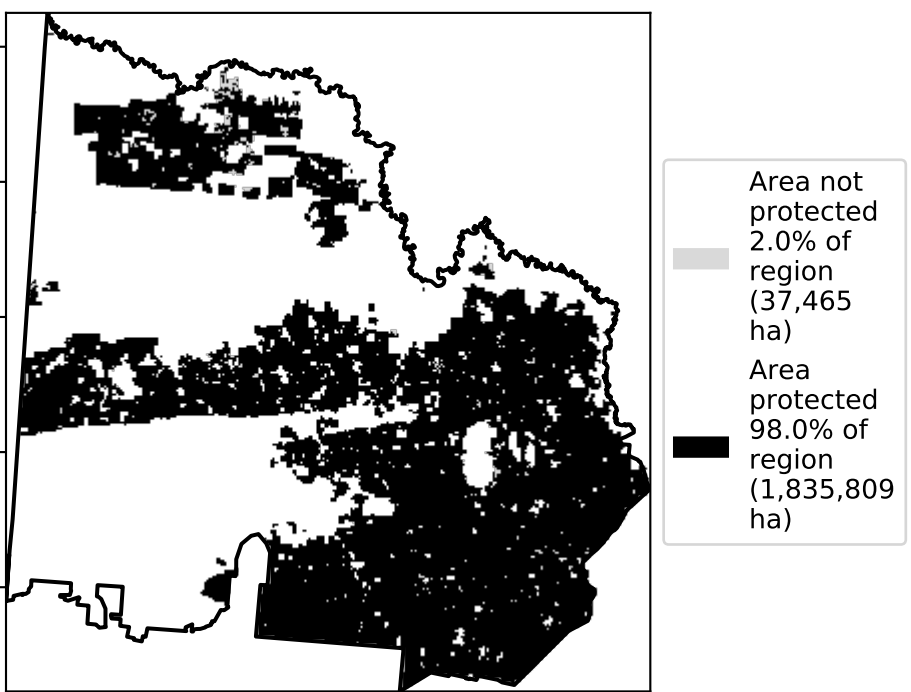 Area not
protected
2.0% of
region
(37,465
ha)
Area
protected
98.0% of
region
(1,835,809
ha)